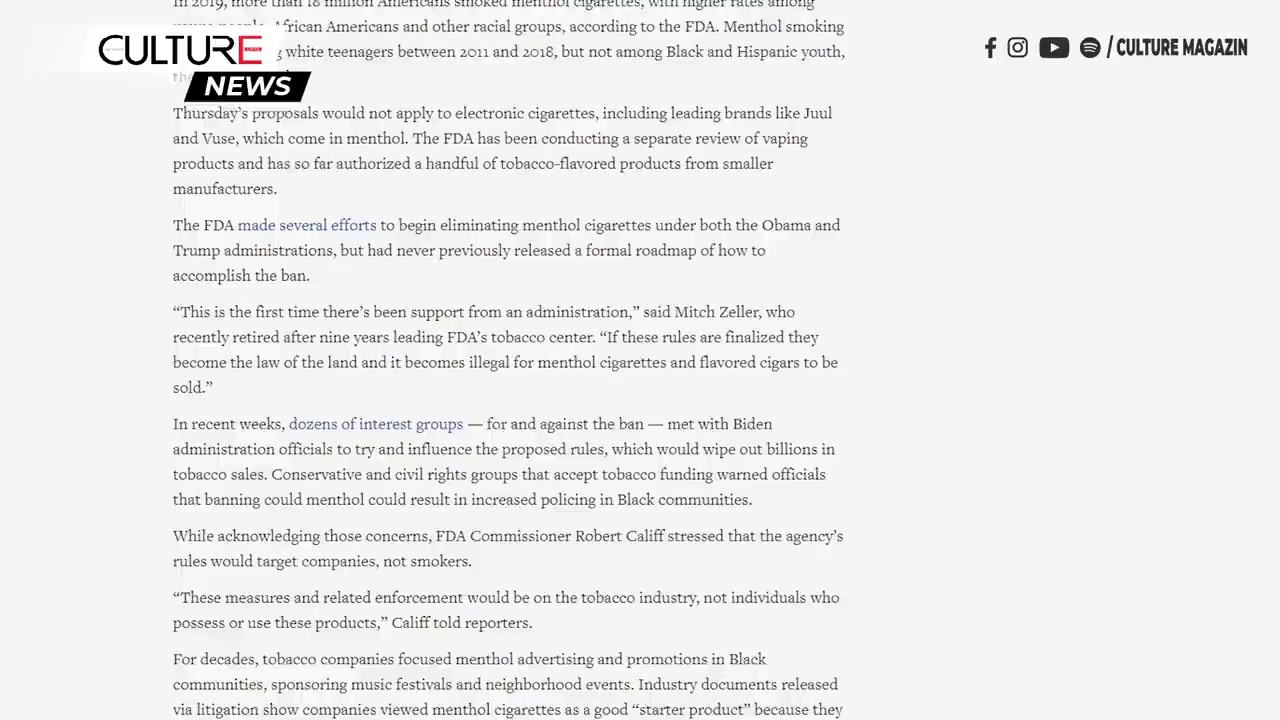 In 2019, more than 18 million Americans smoked menthol cigarettes, with higher rates among
African Americans and other racial groups, according to the FDA. Menthol smoking
white teenagers between 2011 and 2018, but not among Black and Hispanic youth,
CULTURE
NEWS
/ CULTURE MAGAZIN
Thursday’s proposals would not apply to electronic cigarettes, including leading brands like Juul
and Vuse, which come in menthol. The FDA has been conducting a separate review of vaping
products and has so far authorized a handful of tobacco-flavored products from smaller
manufacturers.
The FDA made several efforts to begin eliminating menthol cigarettes under both the Obama and
Trump administrations, but had never previously released a formal roadmap of how to
accomplish the ban.
“This is the first time there’s been support from an administration,” said Mitch Zeller, who
recently retired after nine years leading FDA’s tobacco center. “If these rules are finalized they
become the law of the land and it becomes illegal for menthol cigarettes and flavored cigars to be
sold.”
In recent weeks, dozens of interest groups — for and against the ban — met with Biden
administration officials to try and influence the proposed rules, which would wipe out billions in
tobacco sales. Conservative and civil rights groups that accept tobacco funding warned officials
that banning could menthol could result in increased policing in Black communities.
While acknowledging those concerns, FDA Commissioner Robert Califf stressed that the agency’s
rules would target companies, not smokers.
“These measures and related enforcement would be on the tobacco industry, not individuals who
possess or use these products,” Califf told reporters.
For decades, tobacco companies focused menthol advertising and promotions in Black
communities, sponsoring music festivals and neighborhood events. Industry documents released
via litigation show companies viewed menthol cigarettes as a good “starter product” because they